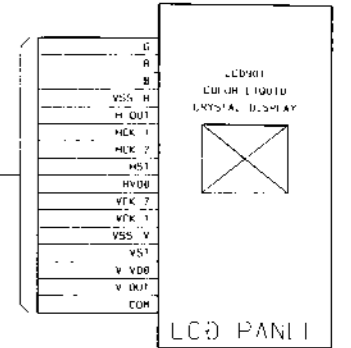 G
R
B
VSS H
H OUT
HCK 1
HCK 2
HST
HVDD
VCK 2
VCK 1
VSS V
VST
V VDD
V OUT
COM
COLOR LIQUID
CRYSTAL DISPLAY
LCD PANEL